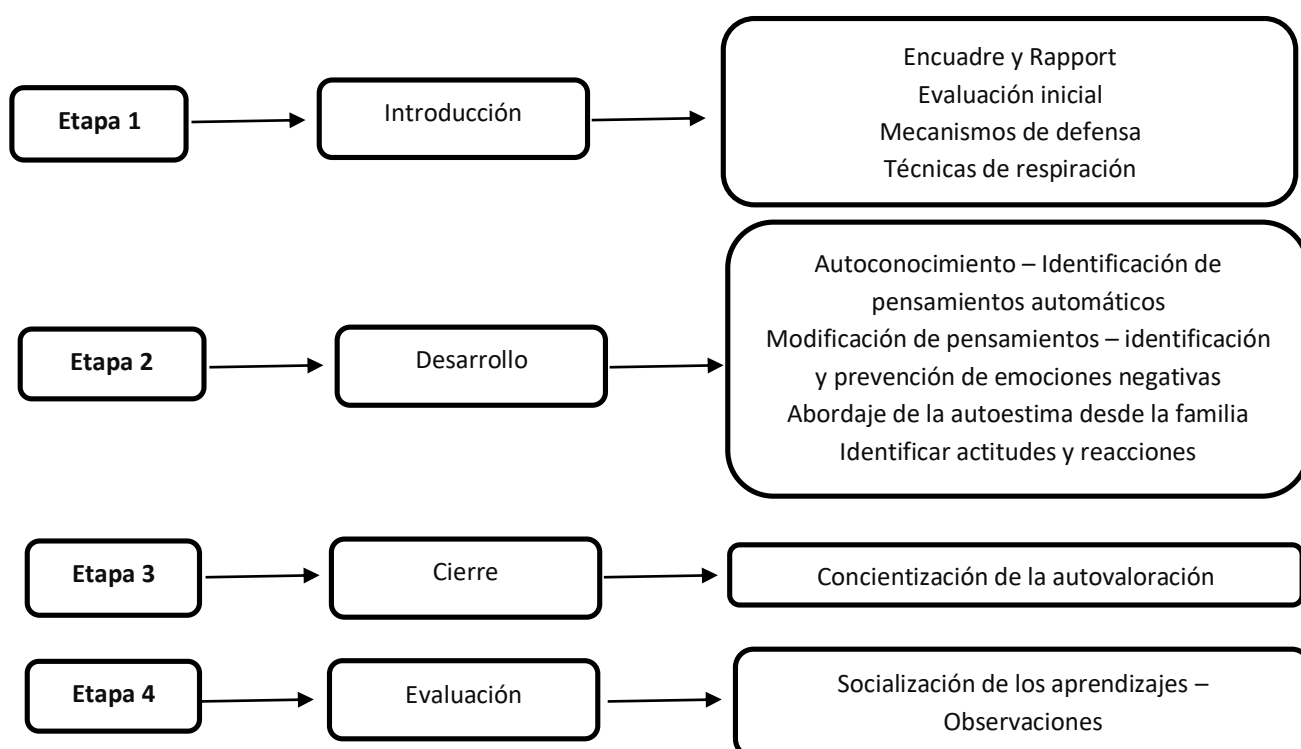 Etapa 1
Introducción
Encuadre y Rapport
Evaluación inicial
Mecanismos de defensa
Técnicas de respiración
Etapa 2
Desarrollo
Autoconocimiento – Identificación de
pensamientos automáticos
Modificación de pensamientos – identificación
y prevención de emociones negativas
Abordaje de la autoestima desde la familia
Identificar actitudes y reacciones
Etapa 3
Cierre
Concientización de la autovaloración
Etapa 4
Evaluación
Socialización de los aprendizajes –
Observaciones